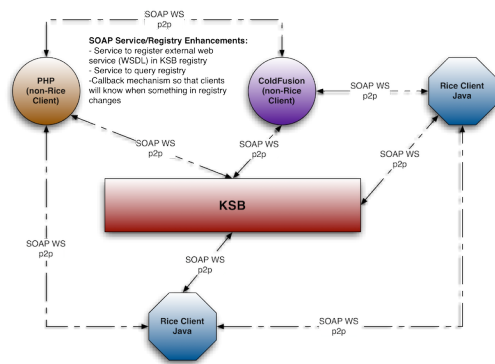 SOAP WS
p2p
SOAP Service/Registry Enhancements:
- Service to register external web
service (WSDL) in KSB registry
- Service to query registry
-Callback mechanism so that clients
will know when something in registry
changes
PHP
(non-Rice
Client)
ColdFusion
(non-Rice
Client)
SOAP WS
p2p
Rice Client
Java
SOAP WS
p2p
SOAP WS
p2p
SOAP WS
p2p
KSB
SOAP WS
p2p
SOAP WS
p2p
Rice Client
Java
SOAP WS
p2p